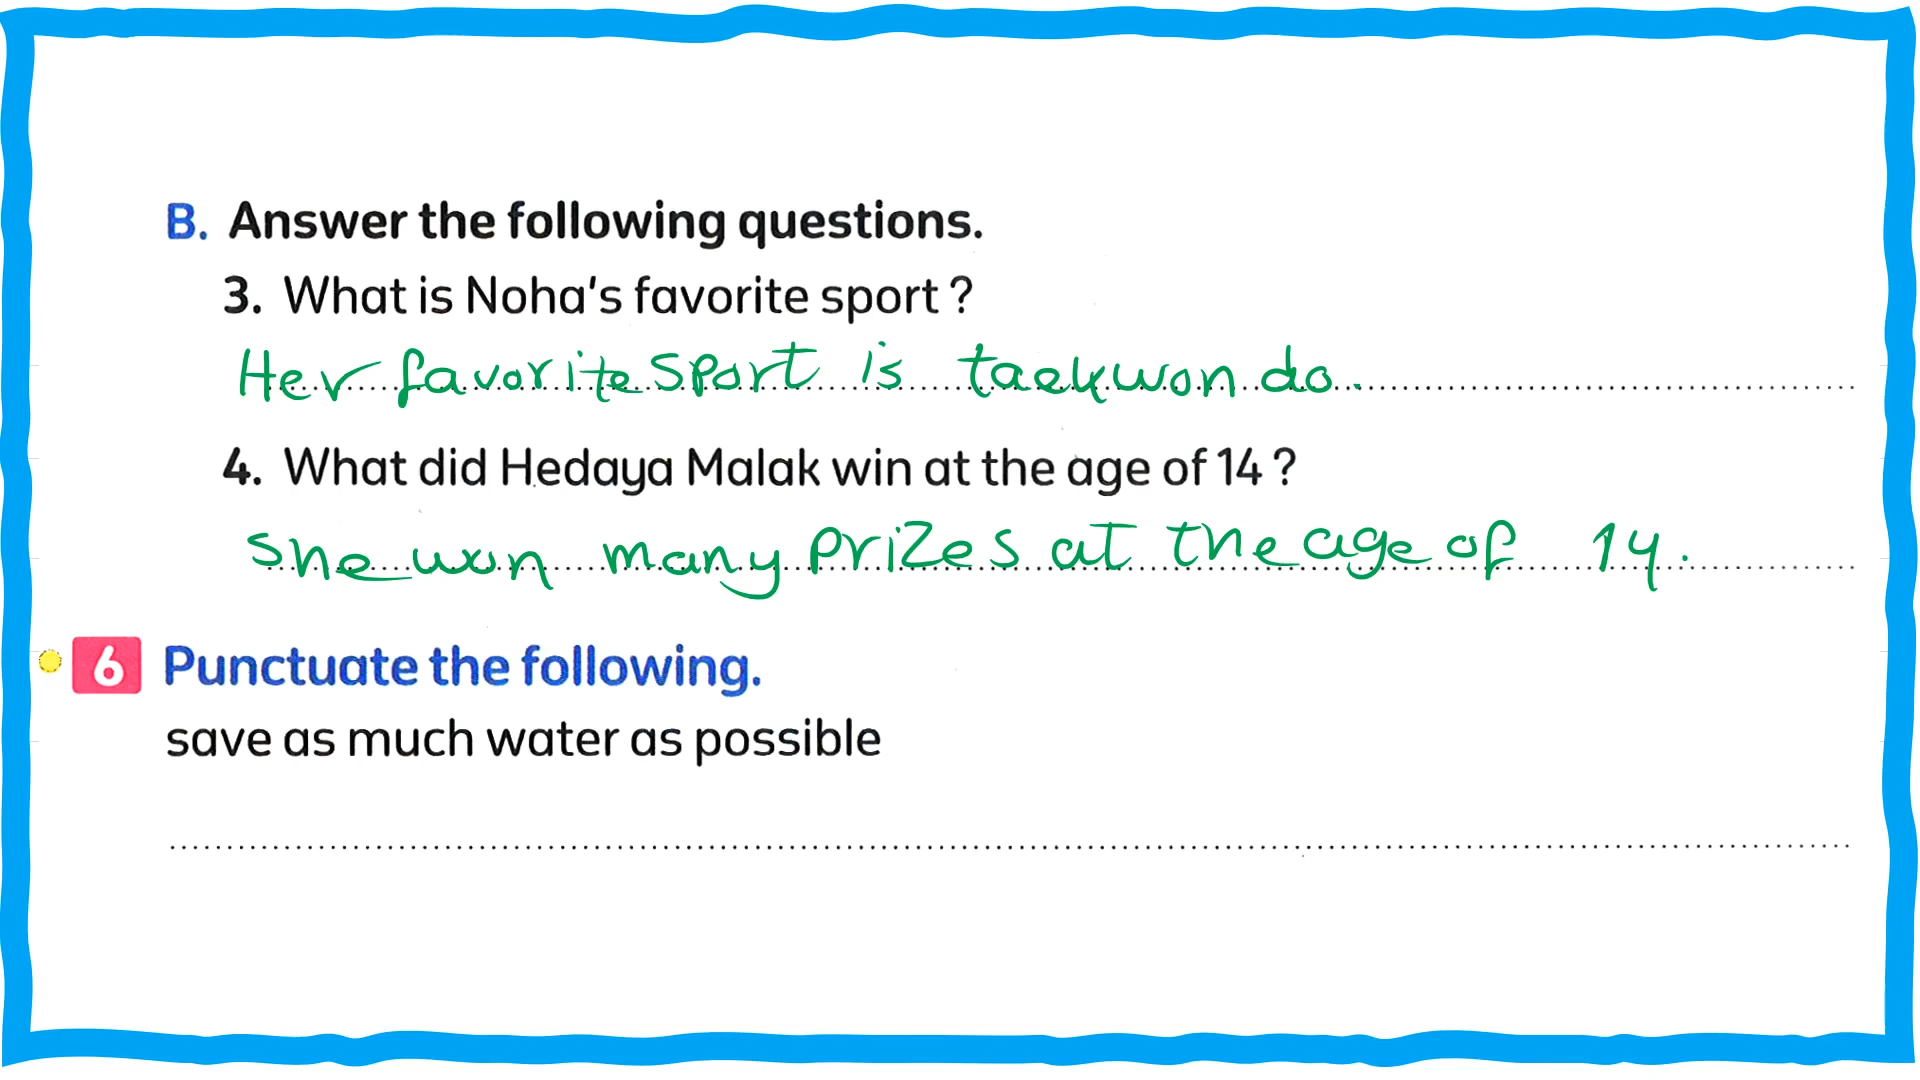 B. Answer the following questions.
3. What is Noha's favorite sport ?
Her favorite sport is taekwondo.
4. What did Hedaya Malak win at the age of 14 ?
She won many prizes at the age of 14.
6 Punctuate the following.
save as much water as possible